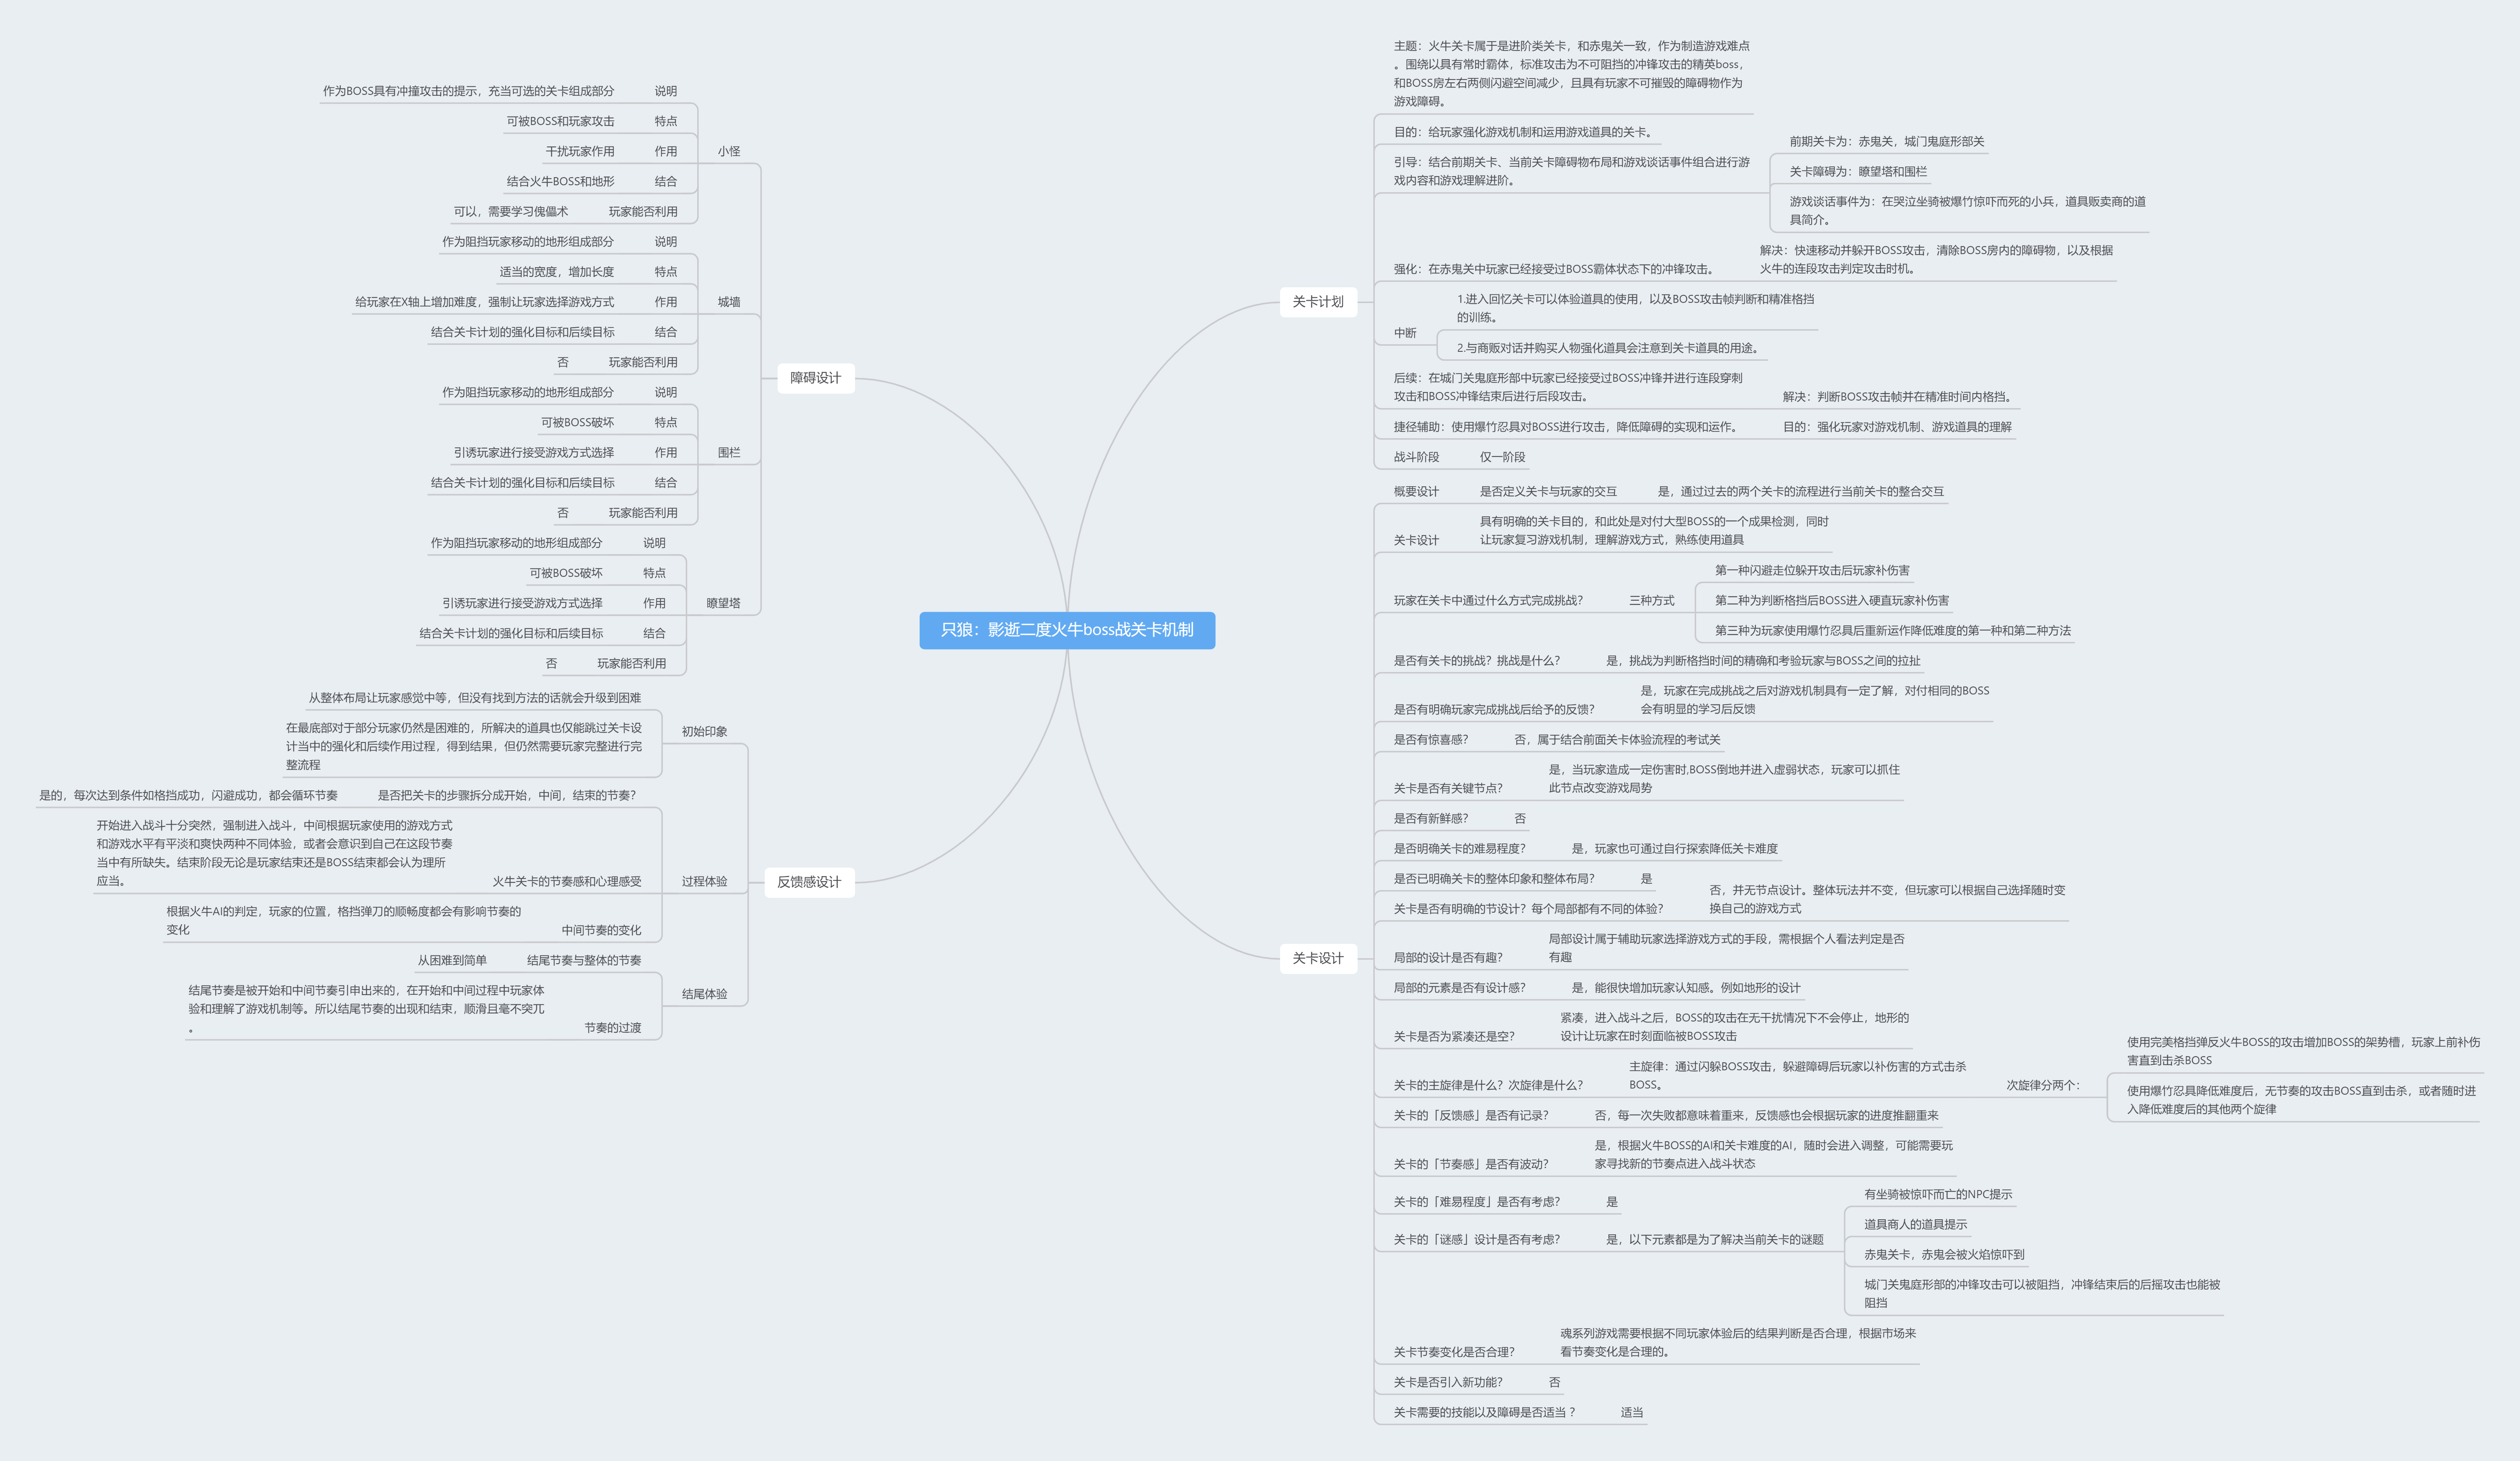 只狼：影逝二度火牛boss战关卡机制
关卡计划
主题：火牛关卡属于是进阶类关卡，和赤鬼关一致，作为制造游戏难点
。围绕以具有常时霸体，标准攻击为不可阻挡的冲锋攻击的精英boss，
和BOSS房左右两侧闪避空间减少，且具有玩家不可摧毁的障碍物作为
游戏障碍。
目的：给玩家强化游戏机制和运用游戏道具的关卡。
引导：结合前期关卡、当前关卡障碍物布局和游戏谈话事件组合进行游
戏内容和游戏理解进阶。
前期关卡为：赤鬼关，城门鬼庭形部关
关卡障碍为：瞭望塔和围栏
游戏谈话事件为：在哭泣坐骑被爆竹惊吓而死的小兵，道具贩卖商的道
具简介。
强化：在赤鬼关中玩家已经接受过BOSS霸体状态下的冲锋攻击。
解决：快速移动并躲开BOSS攻击，清除BOSS房内的障碍物，以及根据
火牛的连段攻击判定攻击时机。
中断
1.进入回忆关卡可以体验道具的使用，以及BOSS攻击帧判断和精准格挡
的训练。
2.与商贩对话并购买人物强化道具会注意到关卡道具的用途。
后续：在城门关鬼庭形部中玩家已经接受过BOSS冲锋并进行连段穿刺
攻击和BOSS冲锋结束后进行后段攻击。
解决：判断BOSS攻击帧并在精准时间内格挡。
捷径辅助：使用爆竹忍具对BOSS进行攻击，降低障碍的实现和运作。
目的：强化玩家对游戏机制、游戏道具的理解
战斗阶段
仅一阶段
关卡设计
概要设计
是否定义关卡与玩家的交互
是，通过过去的两个关卡的流程进行当前关卡的整合交互
关卡设计
具有明确的关卡目的，和此处是对付大型BOSS的一个成果检测，同时
让玩家复习游戏机制，理解游戏方式，熟练使用道具
玩家在关卡中通过什么方式完成挑战？
三种方式
第一种闪避走位躲开攻击后玩家补伤害
第二种为判断格挡后BOSS进入硬直玩家补伤害
第三种为玩家使用爆竹忍具后重新运作降低难度的第一种和第二种方法
是否有关卡的挑战？挑战是什么？
是，挑战为判断格挡时间的精确和考验玩家与BOSS之间的拉扯
是否有明确玩家完成挑战后给予的反馈？
是，玩家在完成挑战之后对游戏机制具有一定了解，对付相同的BOSS
会有明显的学习后反馈
是否有惊喜感？
否，属于结合前面关卡体验流程的考试关
关卡是否有关键节点？
是，当玩家造成一定伤害时,BOSS倒地并进入虚弱状态，玩家可以抓住
此节点改变游戏局势
是否有新鲜感？
否
是否明确关卡的难易程度？
是，玩家也可通过自行探索降低关卡难度
是否已明确关卡的整体印象和整体布局？
是
关卡是否有明确的节设计？每个局部都有不同的体验？
否，并无节点设计。整体玩法并不变，但玩家可以根据自己选择随时变
换自己的游戏方式
局部的设计是否有趣？
局部设计属于辅助玩家选择游戏方式的手段，需根据个人看法判定是否
有趣
局部的元素是否有设计感？
是，能很快增加玩家认知感。例如地形的设计
关卡是否为紧凑还是空？
紧凑，进入战斗之后，BOSS的攻击在无干扰情况下不会停止，地形的
设计让玩家在时刻面临被BOSS攻击
关卡的主旋律是什么？次旋律是什么？
主旋律：通过闪躲BOSS攻击，躲避障碍后玩家以补伤害的方式击杀
BOSS。
次旋律分两个：
使用完美格挡弹反火牛BOSS的攻击增加BOSS的架势槽，玩家上前补伤
害直到击杀BOSS
使用爆竹忍具降低难度后，无节奏的攻击BOSS直到击杀，或者随时进
入降低难度后的其他两个旋律
关卡的「反馈感」是否有记录？
否，每一次失败都意味着重来，反馈感也会根据玩家的进度推翻重来
关卡的「节奏感」是否有波动？
是，根据火牛BOSS的AI和关卡难度的AI，随时会进入调整，可能需要玩
家寻找新的节奏点进入战斗状态
关卡的「难易程度」是否有考虑？
是
关卡的「谜感」设计是否有考虑？
是，以下元素都是为了解决当前关卡的谜题
有坐骑被惊吓而亡的NPC提示
道具商人的道具提示
赤鬼关卡，赤鬼会被火焰惊吓到
城门关鬼庭形部的冲锋攻击可以被阻挡，冲锋结束后的后摇攻击也能被
阻挡
关卡节奏变化是否合理？
魂系列游戏需要根据不同玩家体验后的结果判断是否合理，根据市场来
看节奏变化是合理的。
关卡是否引入新功能？
否
关卡需要的技能以及障碍是否适当 ？
适当
障碍设计
小怪
说明
作为BOSS具有冲撞攻击的提示，充当可选的关卡组成部分
特点
可被BOSS和玩家攻击
作用
干扰玩家作用
结合
结合火牛BOSS和地形
玩家能否利用
可以，需要学习傀儡术
城墙
说明
作为阻挡玩家移动的地形组成部分
特点
适当的宽度，增加长度
作用
给玩家在X轴上增加难度，强制让玩家选择游戏方式
结合
结合关卡计划的强化目标和后续目标
玩家能否利用
否
围栏
说明
作为阻挡玩家移动的地形组成部分
特点
可被BOSS破坏
作用
引诱玩家进行接受游戏方式选择
结合
结合关卡计划的强化目标和后续目标
玩家能否利用
否
瞭望塔
说明
作为阻挡玩家移动的地形组成部分
特点
可被BOSS破坏
作用
引诱玩家进行接受游戏方式选择
结合
结合关卡计划的强化目标和后续目标
玩家能否利用
否
反馈感设计
初始印象
从整体布局让玩家感觉中等，但没有找到方法的话就会升级到困难
在最底部对于部分玩家仍然是困难的，所解决的道具也仅能跳过关卡设
计当中的强化和后续作用过程，得到结果，但仍然需要玩家完整进行完
整流程
过程体验
是否把关卡的步骤拆分成开始，中间，结束的节奏？
是的，每次达到条件如格挡成功，闪避成功，都会循环节奏
火牛关卡的节奏感和心理感受
开始进入战斗十分突然，强制进入战斗，中间根据玩家使用的游戏方式
和游戏水平有平淡和爽快两种不同体验，或者会意识到自己在这段节奏
当中有所缺失。结束阶段无论是玩家结束还是BOSS结束都会认为理所
应当。
中间节奏的变化
根据火牛AI的判定，玩家的位置，格挡弹刀的顺畅度都会有影响节奏的
变化
结尾体验
结尾节奏与整体的节奏
从困难到简单
节奏的过渡
结尾节奏是被开始和中间节奏引申出来的，在开始和中间过程中玩家体
验和理解了游戏机制等。所以结尾节奏的出现和结束，顺滑且毫不突兀
。